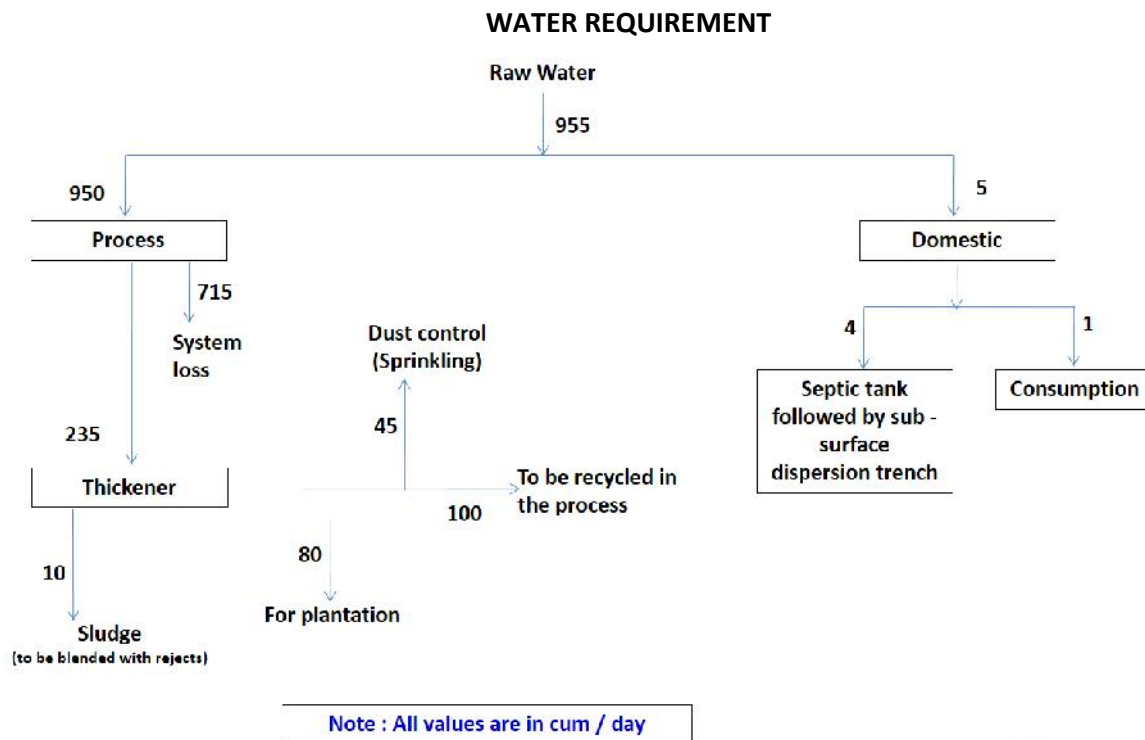 WATER REQUIREMENT
Raw Water
955
950
5
Process
Domestic
715
System
loss
Dust control
(Sprinkling)
4
1
Septic tank
followed by sub -
surface
dispersion trench
Consumption
235
45
Thickener
To be recycled in
the process
100
10
80
For plantation
Sludge
(to be blended with rejects)
Note : All values are in cum / day